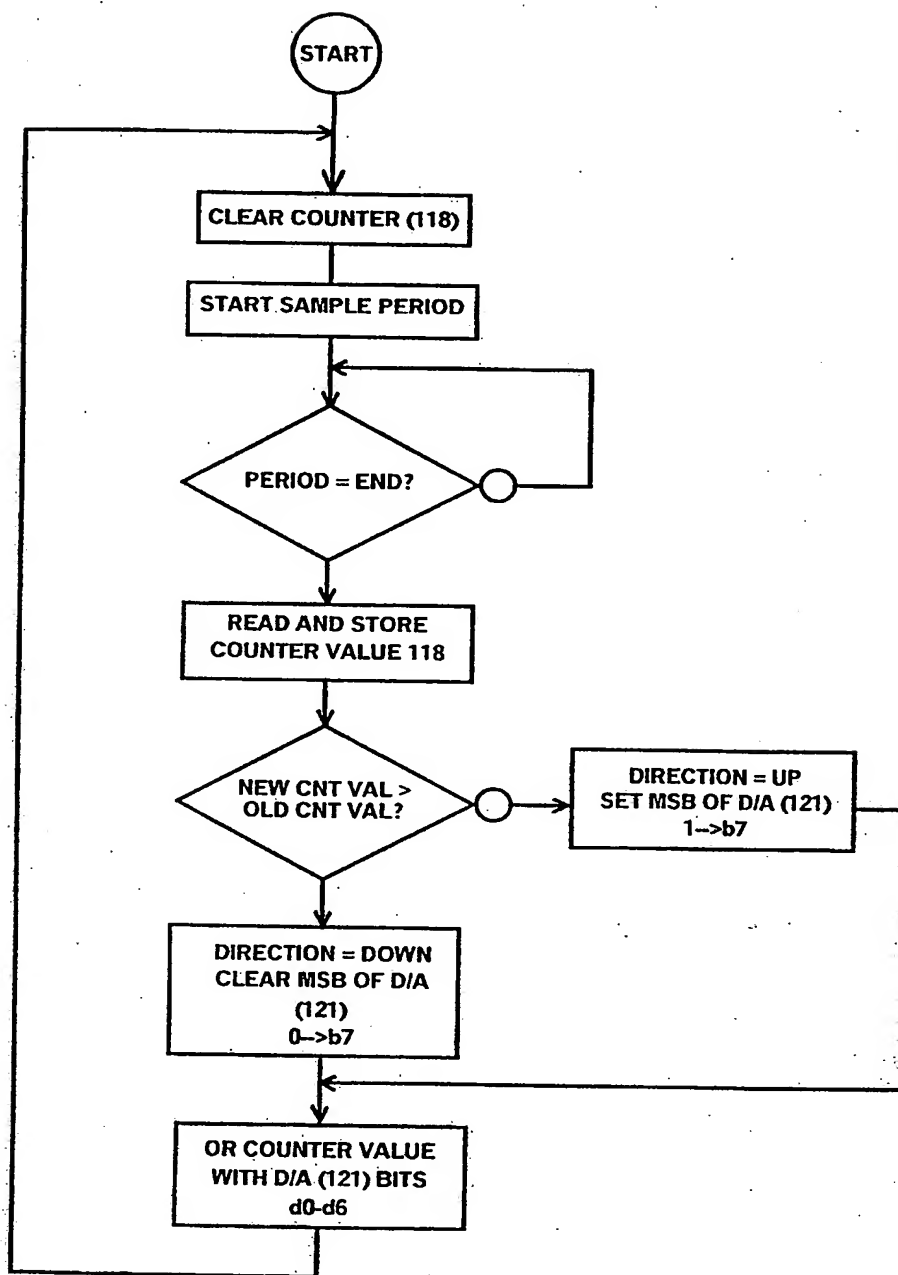 START
CLEAR COUNTER (118)
START SAMPLE PERIOD
PERIOD = END?
READ AND STORE
COUNTER VALUE 118
NEW CNT VAL >
OLD CNT VAL?
DIRECTION = UP
SET MSB OF D/A (121)
1-->b7
DIRECTION = DOWN
CLEAR MSB OF D/A
(121)
0-->b7
OR COUNTER VALUE
WITH D/A (121) BITS
d0-d6